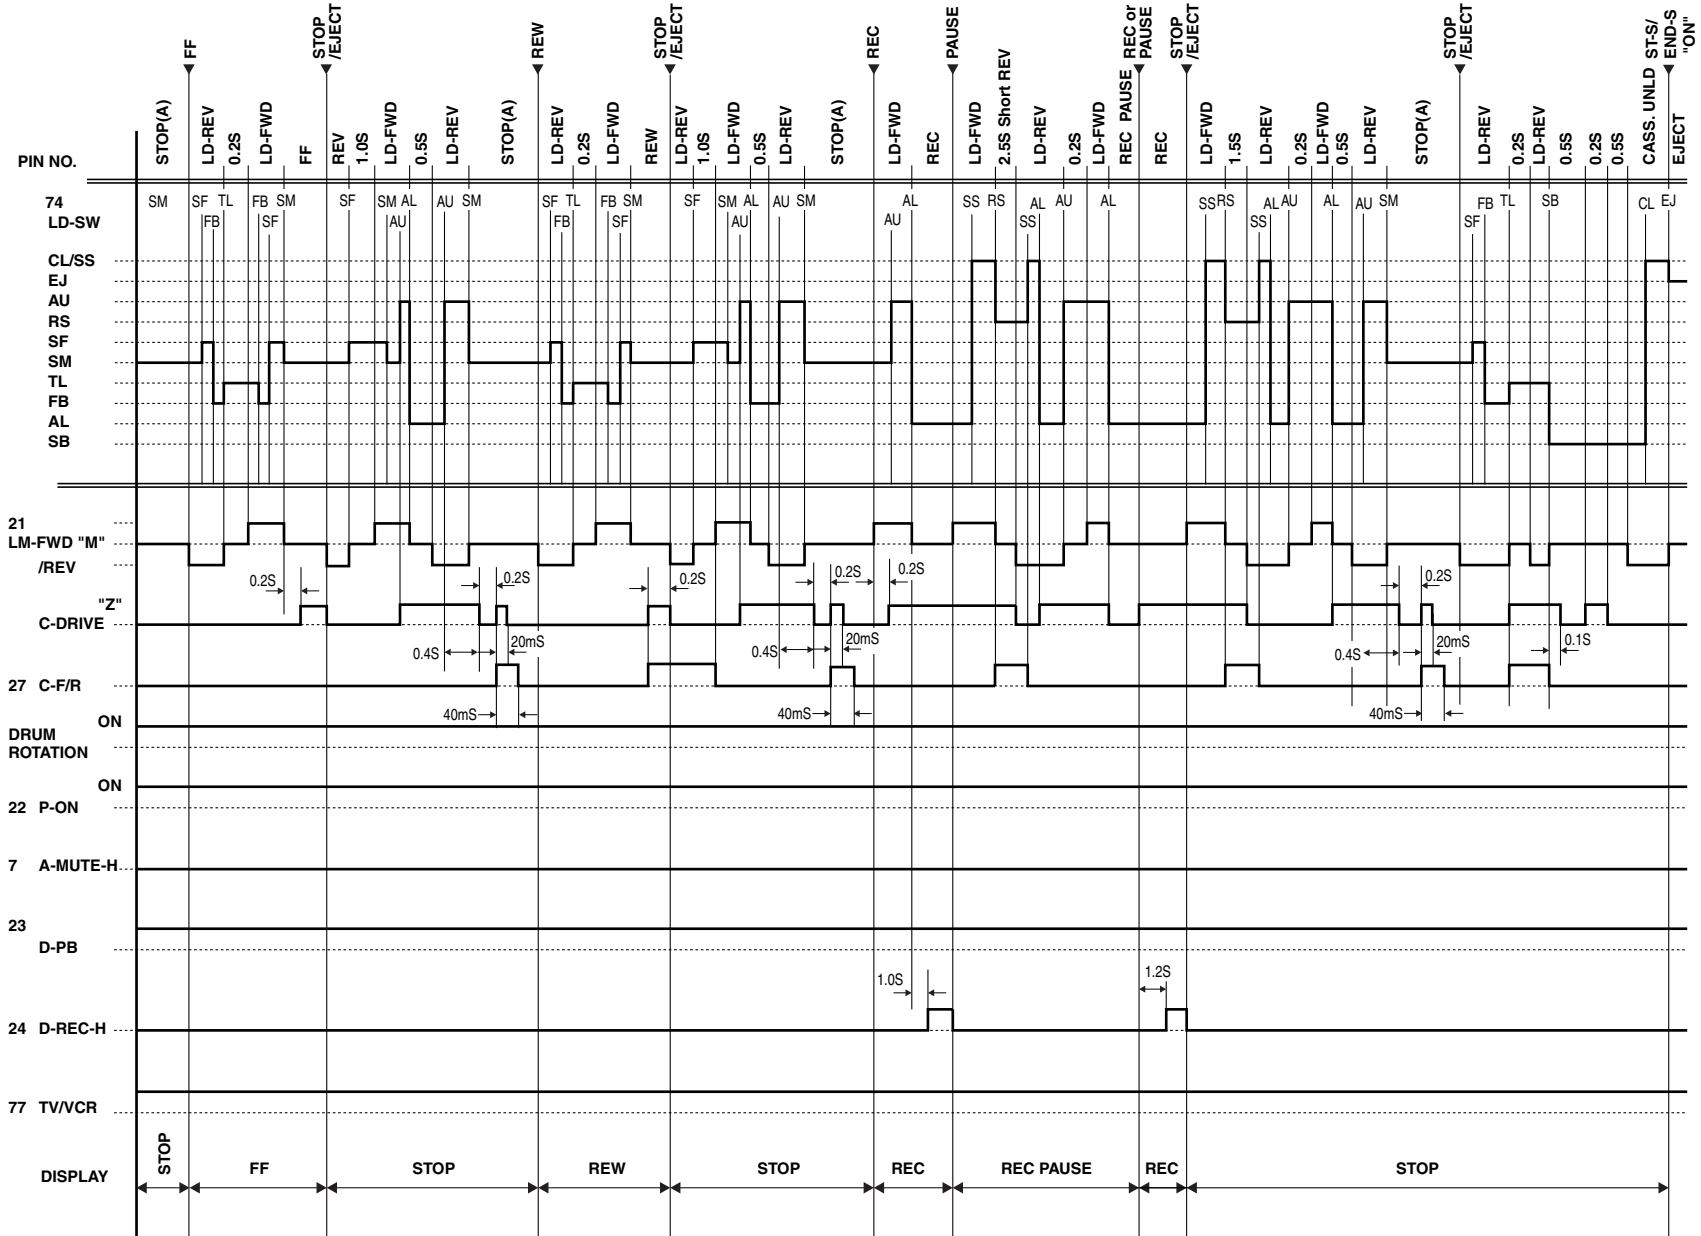 FF
STOP
/EJECT
REW
STOP
/EJECT
REC
PAUSE
REC or
PAUSE
STOP
/EJECT
STOP
/EJECT
ST-S/
END-S
"ON"
PIN NO.
STOP(A)
LD-REV
0.2S
LD-FWD
FF
REV
1.0S
LD-FWD
0.5S
LD-REV
STOP(A)
LD-REV
0.2S
LD-FWD
REW
LD-REV
1.0S
LD-FWD
0.5S
LD-REV
STOP(A)
LD-FWD
REC
LD-FWD
2.5S Short REV
LD-REV
0.2S
LD-FWD
REC PAUSE
REC
LD-FWD
1.5S
LD-REV
0.2S
LD-FWD
0.5S
LD-REV
STOP(A)
LD-REV
0.2S
LD-REV
0.5S
0.2S
0.5S
CASS. UNLD
EJECT
74 SM SF TL FB SM SF SM AL AU SM SF TL FB SM SF SM AL AU SM AL SS RS AL AU AL SS RS AL AU AL AU SM FB TL SB CL EJ
LD-SW FB SF AU FB SF AU AU SS SS SF
CL/SS
EJ
AU
RS
SF
SM
TL
FB
AL
SB
21
LM-FWD "M"
/REV
0.2S 0.2S 0.2S 0.2S 0.2S 0.2S
"Z"
C-DRIVE
0.4S 20mS 0.4S 20mS 0.4S 20mS 0.1S
27 C-F/R
40mS 40mS 40mS
ON
DRUM
ROTATION
ON
22 P-ON
7 A-MUTE-H
23
D-PB
1.0S 1.2S
24 D-REC-H
77 TV/VCR
DISPLAY
STOP
FF STOP REW STOP REC REC PAUSE REC STOP